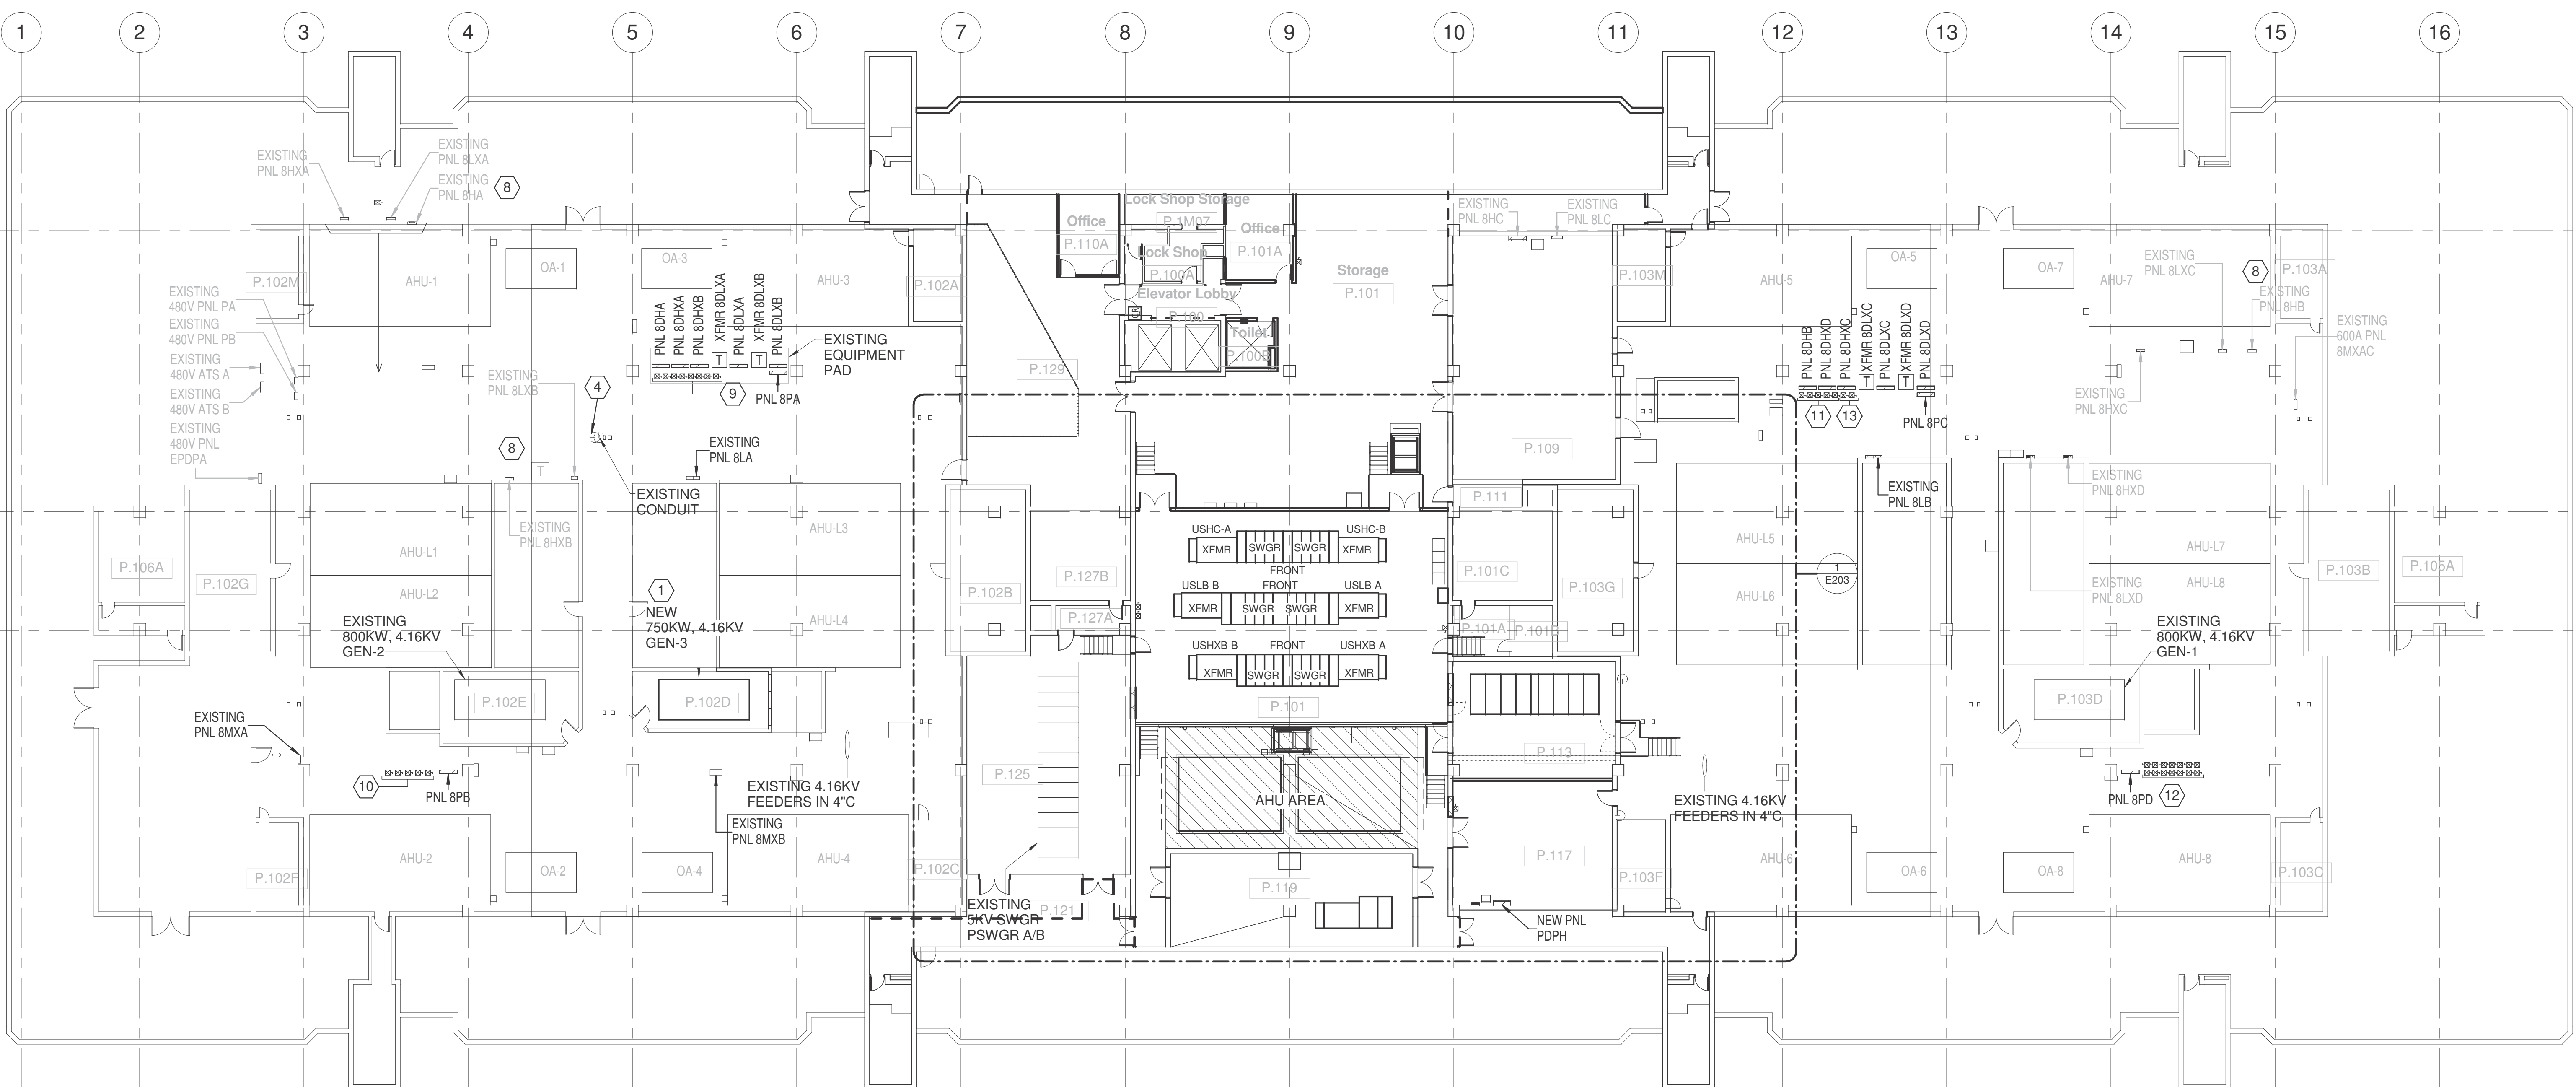 1
2
3
4
5
6
7
8
9
10
11
12
13
14
15
16
EXISTING
PNL 8HXA
EXISTING
PNL 8LXA
EXISTING
PNL 8HA
8
P.102M
AHU-1
OA-1
OA-3
AHU-3
P.102A
EXISTING
480V PNL PA
EXISTING
480V PNL PB
EXISTING
480V ATS A
EXISTING
480V ATS B
EXISTING
480V PNL
EPDPA
PNL 8DHA
PNL 8DHXA
PNL 8DHXB
XFMR 8DLXA
PNL 8DLXA
XFMR 8DLXB
PNL 8DLXB
T
T
EXISTING
EQUIPMENT
PAD
9
PNL 8PA
EXISTING
PNL 8LXB
4
8
T
EXISTING
PNL 8LA
EXISTING
CONDUIT
EXISTING
PNL 8HXB
Office
P.110A
Lock Shop Storage
P.1M07
Office
P.101A
Lock Shop
P.100A
Elevator Lobby
P.100
Toilet
P.100B
Storage
P.101
P.129
EXISTING
PNL 8HC
EXISTING
PNL 8LC
P.109
P.111
P.103M
AHU-5
OA-5
OA-7
AHU-7
EXISTING
PNL 8LXC
8
P.103A
EXISTING
PNL 8HB
EXISTING
600A PNL
8MXAC
EXISTING
PNL 8HXC
PNL 8DHB
PNL 8DHXD
PNL 8DHXC
XFMR 8DLXC
PNL 8DLXC
XFMR 8DLXD
PNL 8DLXD
T
T
11
13
PNL 8PC
EXISTING
PNL 8LB
EXISTING
PNL 8HXD
EXISTING
PNL 8LXD
P.106A
P.102G
AHU-L1
AHU-L2
AHU-L3
AHU-L4
EXISTING
800KW, 4.16KV
GEN-2
1
NEW
750KW, 4.16KV
GEN-3
P.102E
P.102D
P.102B
P.127B
P.127A
USHC-A
USHC-B
XFMR
SWGR
SWGR
XFMR
FRONT
USLB-B
FRONT
USLB-A
XFMR
SWGR
SWGR
XFMR
USHXB-B
FRONT
USHXB-A
XFMR
SWGR
SWGR
XFMR
P.101
P.101C
P.103G
P.101A
AHU-L5
AHU-L6
1
E203
AHU-L7
AHU-L8
P.103B
P.105A
EXISTING
800KW, 4.16KV
GEN-1
P.103D
EXISTING
PNL 8MXA
10
PNL 8PB
EXISTING
PNL 8MXB
EXISTING 4.16KV
FEEDERS IN 4"C
P.125
AHU AREA
P.113
P.117
P.119
P.121
EXISTING
5KV SWGR
PSWGR A/B
NEW PNL
PDPH
EXISTING 4.16KV
FEEDERS IN 4"C
PNL 8PD
12
P.102F
AHU-2
OA-2
OA-4
AHU-4
P.102C
P.103F
AHU-6
OA-6
OA-8
AHU-8
P.103C